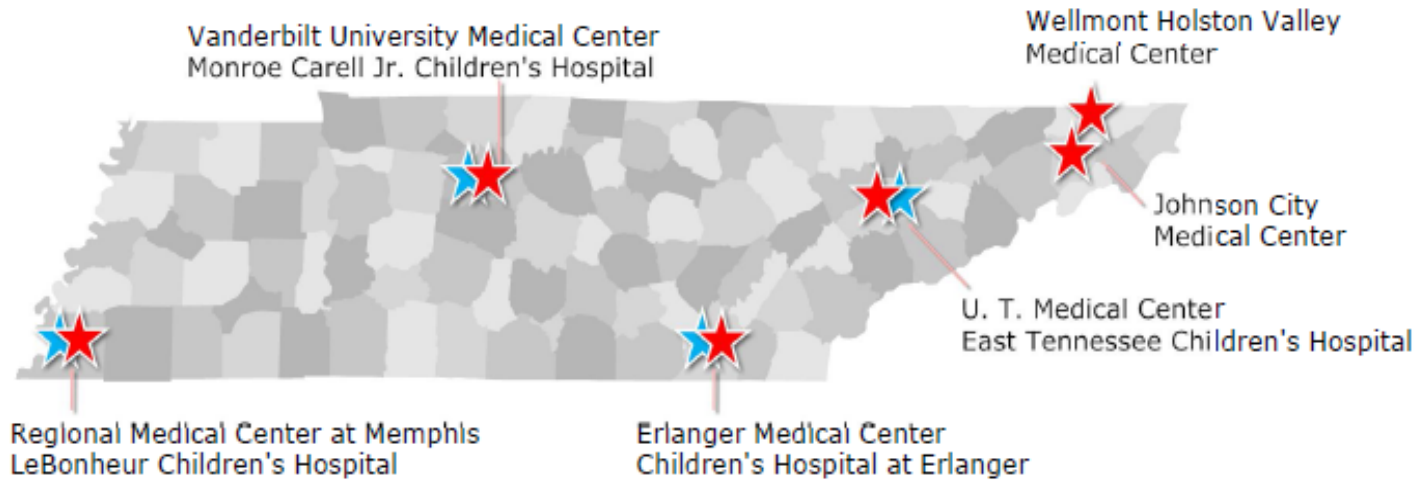 Vanderbilt University Medical Center
Monroe Carell Jr. Children's Hospital
Wellmont Holston Valley
Medical Center
Johnson City
Medical Center
U. T. Medical Center
East Tennessee Children's Hospital
Regional Medical Center at Memphis
LeBonheur Children's Hospital
Erlanger Medical Center
Children's Hospital at Erlanger